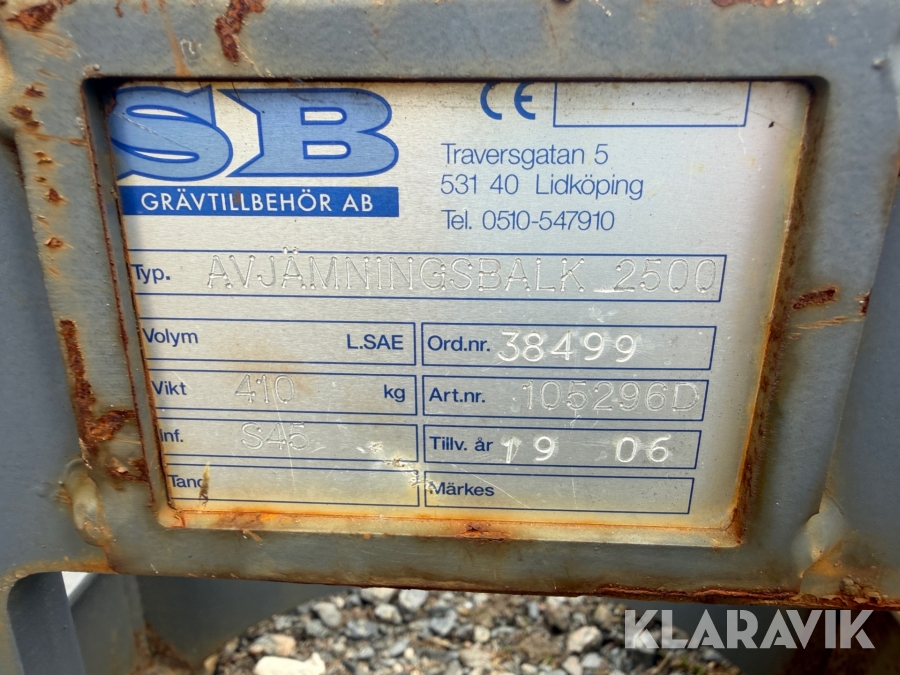 SB
GRÄVTILLBEHÖR AB
CE
Traversgatan 5
531 40 Lidköping
Tel. 0510-547910
Typ. AVJÄMNINGSBALK 2500
Volym L.SAE Ord.nr. 38499
Vikt 410 kg Art.nr. 105296D
inf. S45 Tillv. år 19 06
Tand Märkes
KLARAVIK